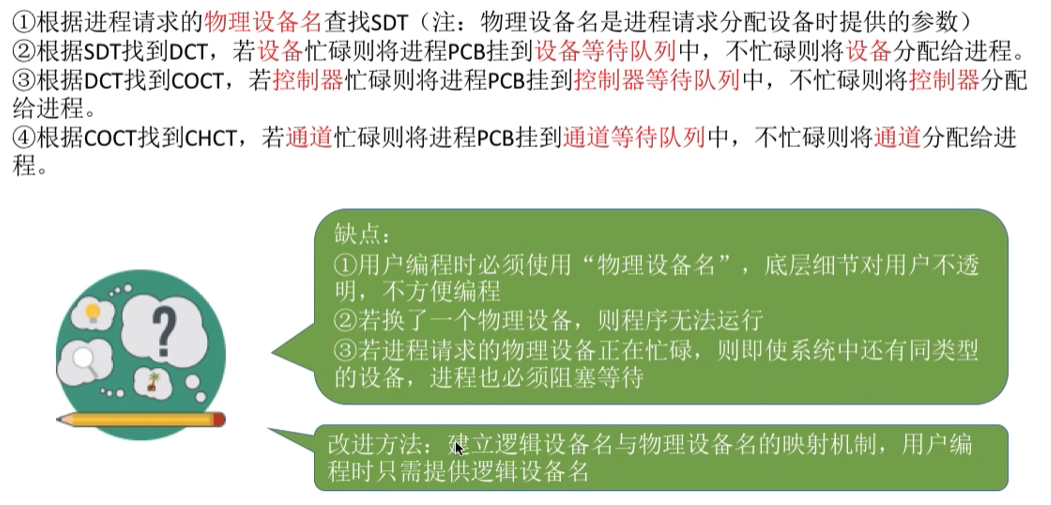 ①根据进程请求的物理设备名查找SDT（注：物理设备名是进程请求分配设备时提供的参数）
②根据SDT找到DCT，若设备忙碌则将进程PCB挂到设备等待队列中，不忙碌则将设备分配给进程。
③根据DCT找到COCT，若控制器忙碌则将进程PCB挂到控制器等待队列中，不忙碌则将控制器分配
给进程。
④根据COCT找到CHCT，若通道忙碌则将进程PCB挂到通道等待队列中，不忙碌则将通道分配给进
程。
缺点：
①用户编程时必须使用“物理设备名”，底层细节对用户不透
明，不方便编程
②若换了一个物理设备，则程序无法运行
③若进程请求的物理设备正在忙碌，则即使系统中还有同类型
的设备，进程也必须阻塞等待
?
改进方法：建立逻辑设备名与物理设备名的映射机制，用户编
程时只需提供逻辑设备名